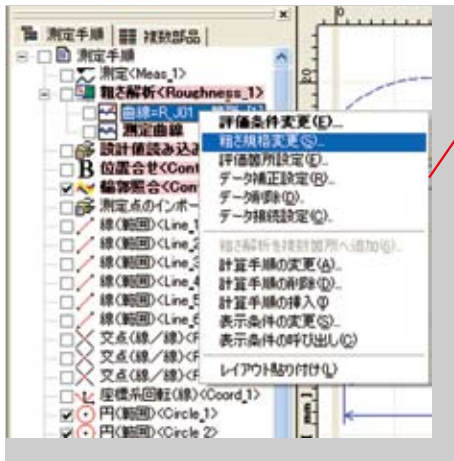 測定手順 複数部品
測定手順
測定<Meas_1>
粗さ解析<Roughness_1>
曲線=R_J01
測定曲線
設計値読み込み
B 位置合せ<Cont
輪郭照合<Con
測定点のインポー
線(範囲)<Line_1
線(範囲)<Line_2
線(範囲)<Line_3
線(範囲)<Line_4
線(範囲)<Line_5
線(範囲)<Line_6
交点(線/線)<F
交点(線/線)<F
交点(線/線)<F
座標系回転(線)<Coord_1>
円(範囲)<Circle_1>
円(範囲)<Circle 2>
評価条件変更(E)...
粗さ規格変更(S)...
評価箇所設定(E)...
データ補正設定(R)...
データ削除(D)...
データ接続設定(C)...
粗さ解析を複数箇所へ追加(G)...
計算手順の変更(A)...
計算手順の削除(D)...
計算手順の挿入(I)
表示条件の変更(S)...
表示条件の呼び出し(C)
レイアウト貼り付け(L)
0
20
mm ]